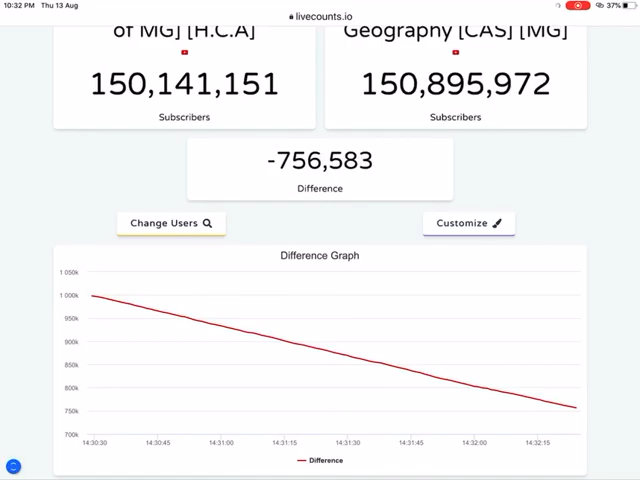 10:32 PM Thu 13 Aug
37%
livecounts.io
of MG] [H.C.A]
Geography [CAS] [MG]
150,141,151
150,895,972
Subscribers
Subscribers
-756,583
Difference
Change Users
Customize
Difference Graph
1 050k
1 000k
950k
900k
850k
800k
750k
700k
14:30:30 14:30:45 14:31:00 14:31:15 14:31:30 14:31:45 14:32:00 14:32:15
Difference